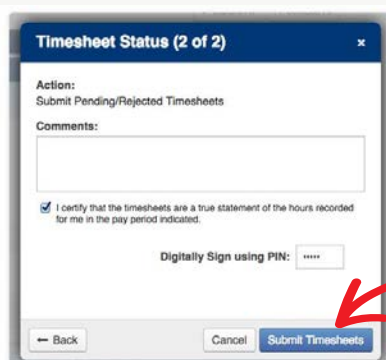 Timesheet Status (2 of 2) ×
Action:
Submit Pending/Rejected Timesheets
Comments:
I certify that the timesheets are a true statement of the hours recorded
for me in the pay period indicated.
Digitally Sign using PIN: •••••
← Back Cancel Submit Timesheets